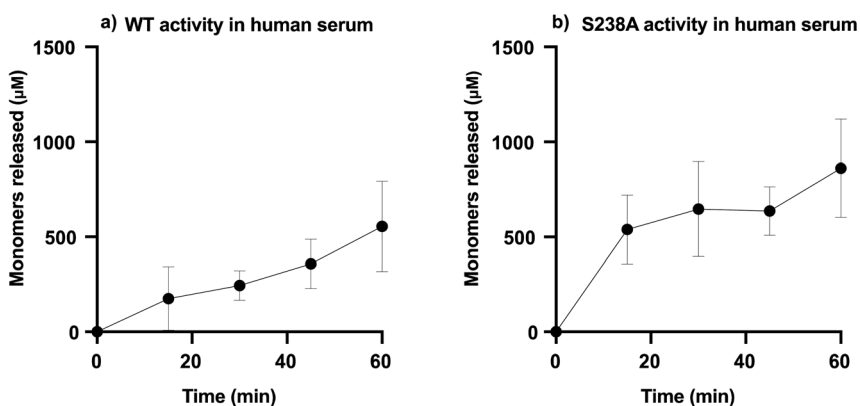 a) WT activity in human serum
Monomers released (μM)
1500
1000
500
0
0 20 40 60
Time (min)
b) S238A activity in human serum
Monomers released (μM)
1500
1000
500
0
0 20 40 60
Time (min)